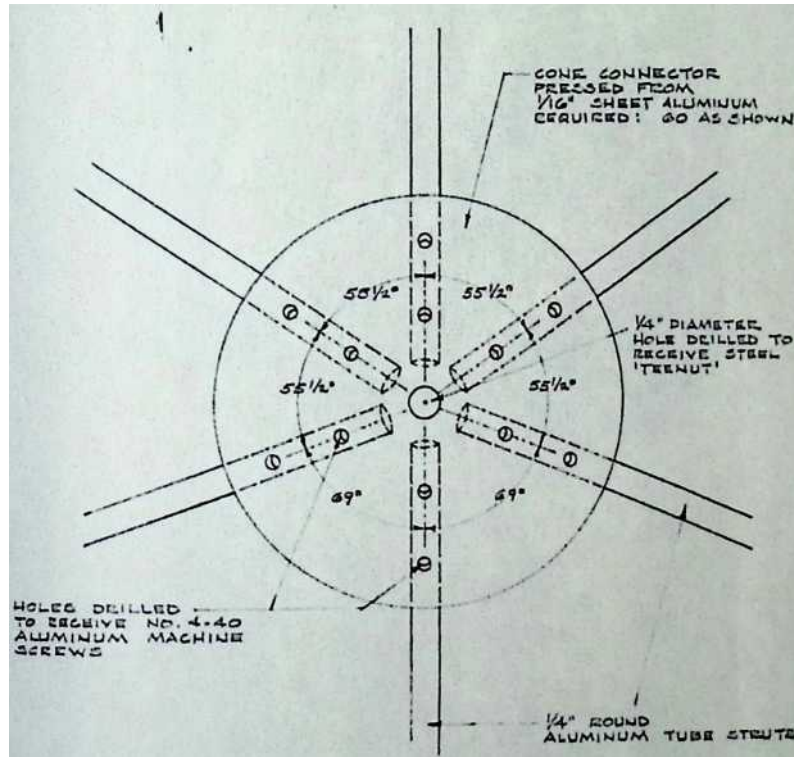 CONE CONNECTOR
PRESSED FROM
1/16" SHEET ALUMINUM
REQUIRED: 60 AS SHOWN
55 1/2°
55 1/2°
1/4" DIAMETER
HOLE DRILLED TO
RECEIVE STEEL
'TEENUT'
55 1/2°
55 1/2°
69°
69°
HOLES DRILLED
TO RECEIVE NO. 4-40
ALUMINUM MACHINE
SCREWS
1/4" ROUND
ALUMINUM TUBE STRUTS